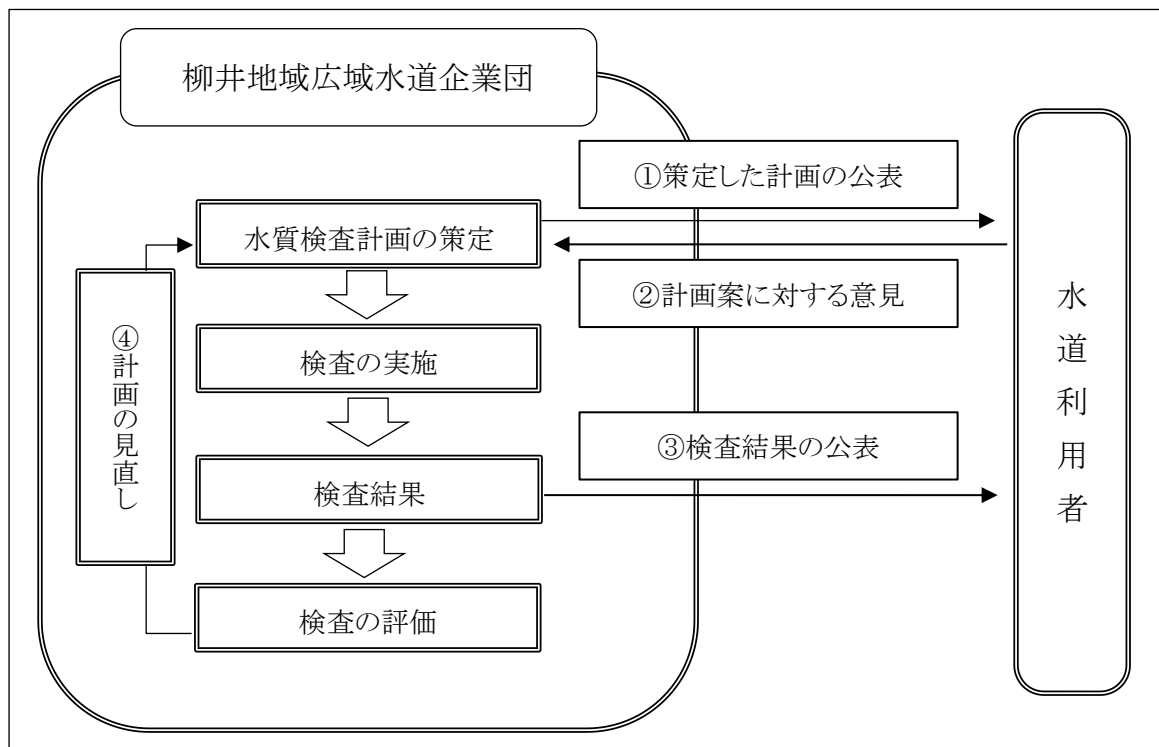 柳井地域広域水道企業団
①策定した計画の公表
水質検査計画の策定
②計画案に対する意見
検査の実施
③検査結果の公表
検査結果
検査の評価
④計画の見直し
水道利用者